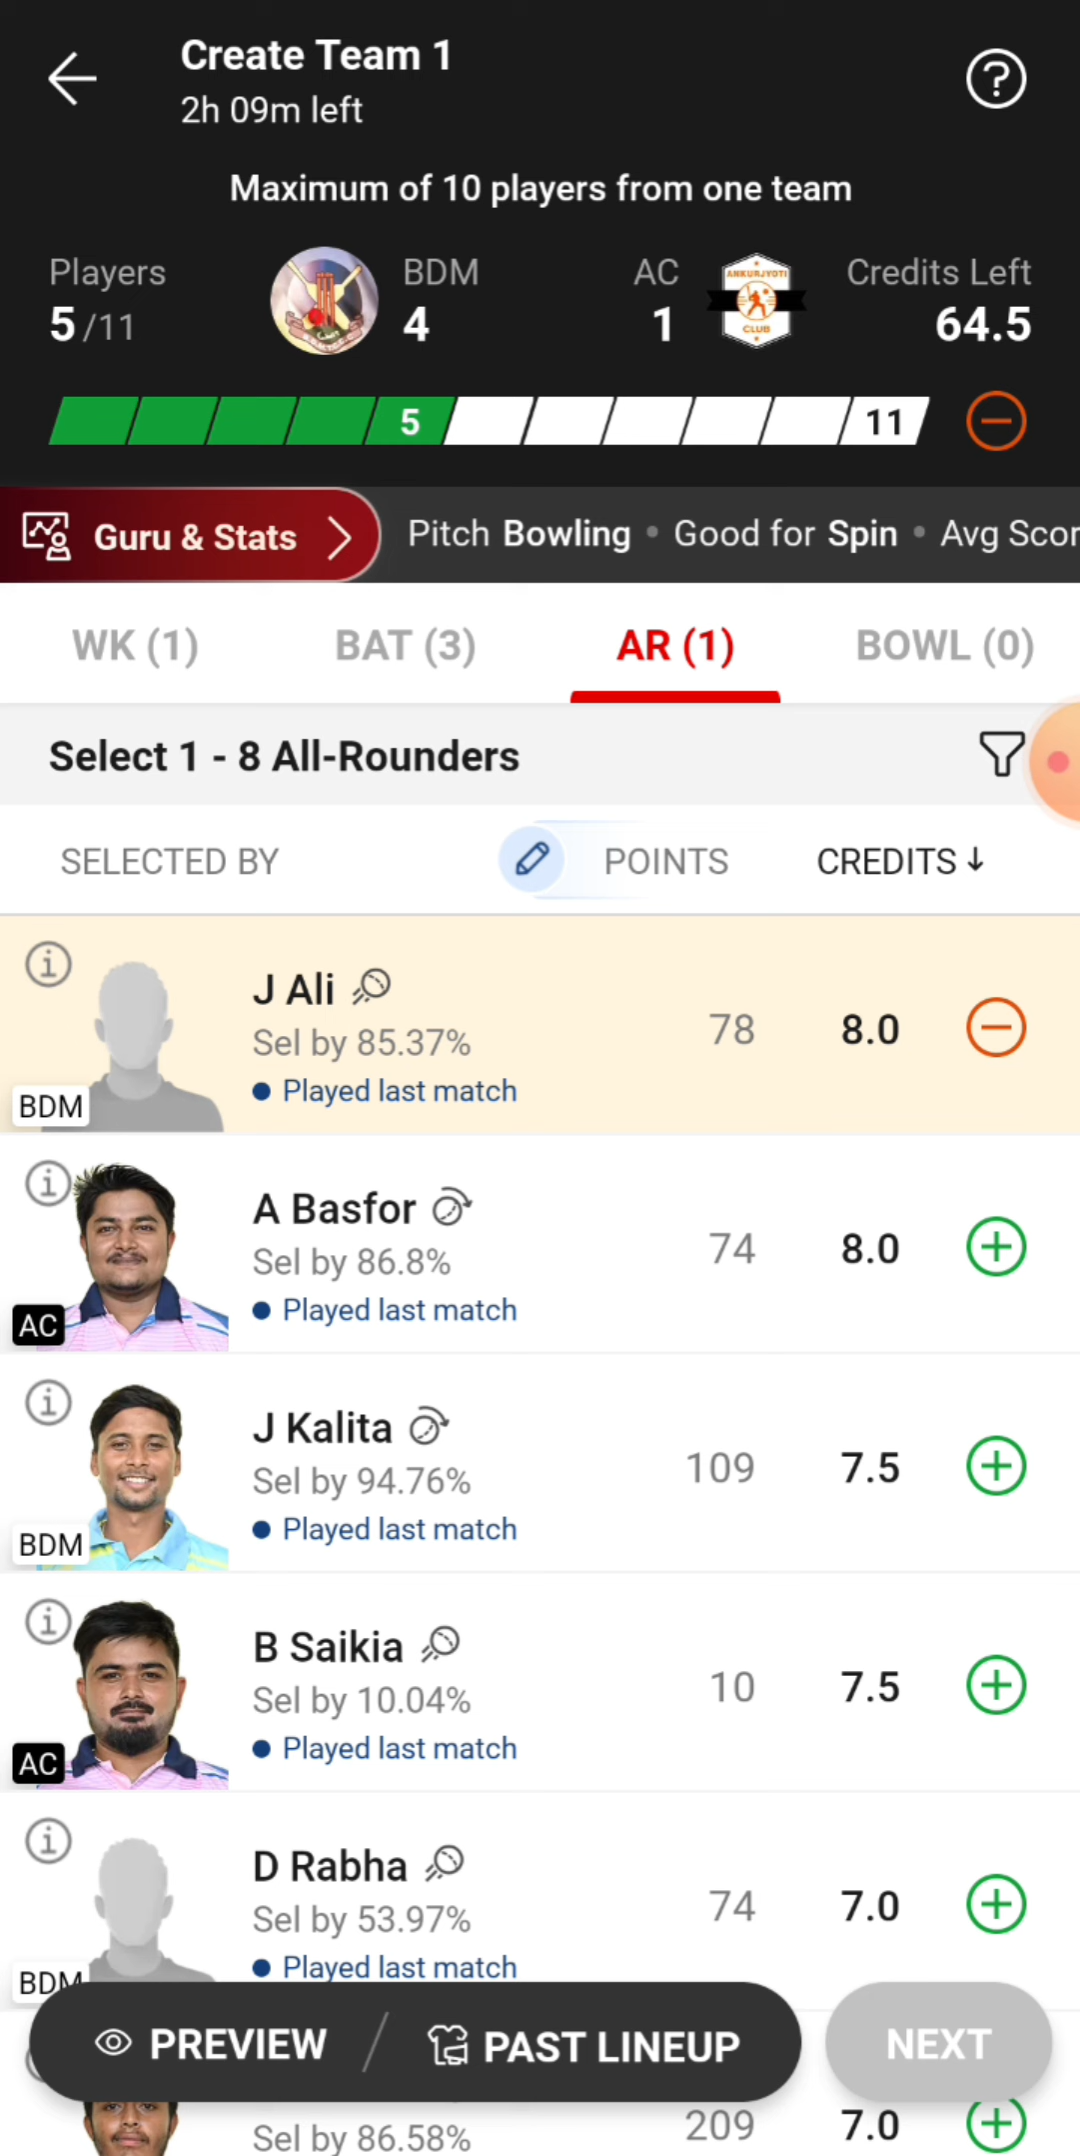 Create Team 1
2h 09m left
Maximum of 10 players from one team
Players
5 /11
BDM
4
AC
1
ANKURJYOTI
CLUB
Credits Left
64.5
5
11
Guru & Stats
Pitch Bowling • Good for Spin • Avg Scor
WK (1)
BAT (3)
AR (1)
BOWL (0)
Select 1 - 8 All-Rounders
SELECTED BY
POINTS
CREDITS ↓
J Ali
Sel by 85.37%
Played last match
BDM
78
8.0
A Basfor
Sel by 86.8%
Played last match
AC
74
8.0
J Kalita
Sel by 94.76%
Played last match
BDM
109
7.5
B Saikia
Sel by 10.04%
Played last match
AC
10
7.5
D Rabha
Sel by 53.97%
Played last match
BDM
74
7.0
PREVIEW / PAST LINEUP
NEXT
Sel by 86.58%
209
7.0